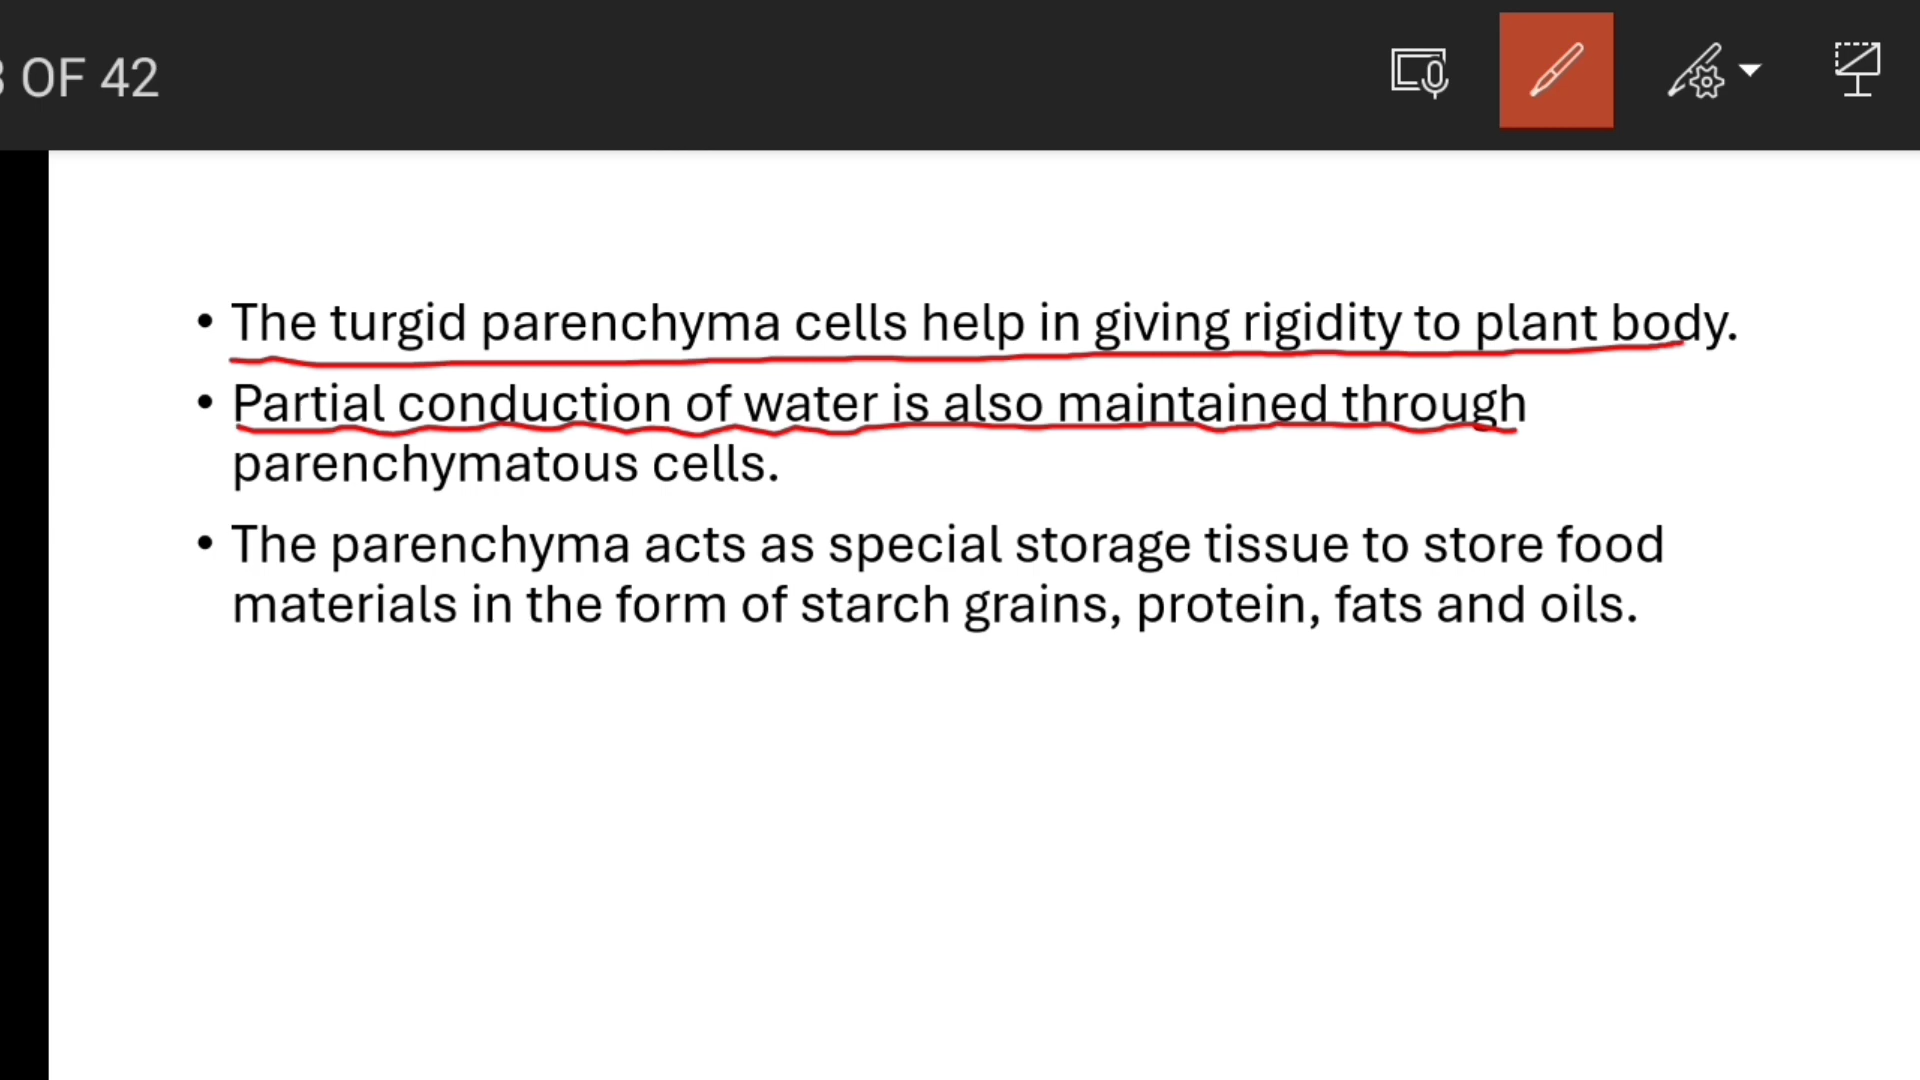 OF 42
• The turgid parenchyma cells help in giving rigidity to plant body.
• Partial conduction of water is also maintained through
parenchymatous cells.
• The parenchyma acts as special storage tissue to store food
materials in the form of starch grains, protein, fats and oils.